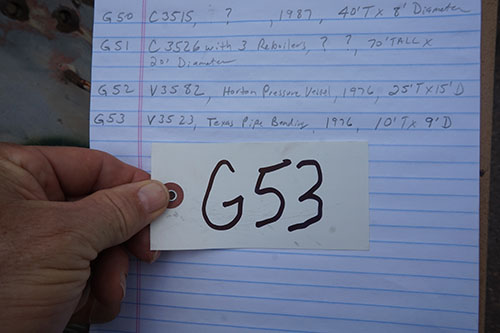 G50 C3515, ?, 1987, 40'T x 8' Diameter
G51 C3526 with 3 Reboilers, ? ?, 70' TALL x
20' Diameter
G52 V3582, Horton Pressure Vessel, 1976, 25'T x 15'D
G53 V3523, Texas Pipe Bending, 1976, 10'T x 9'D
G53